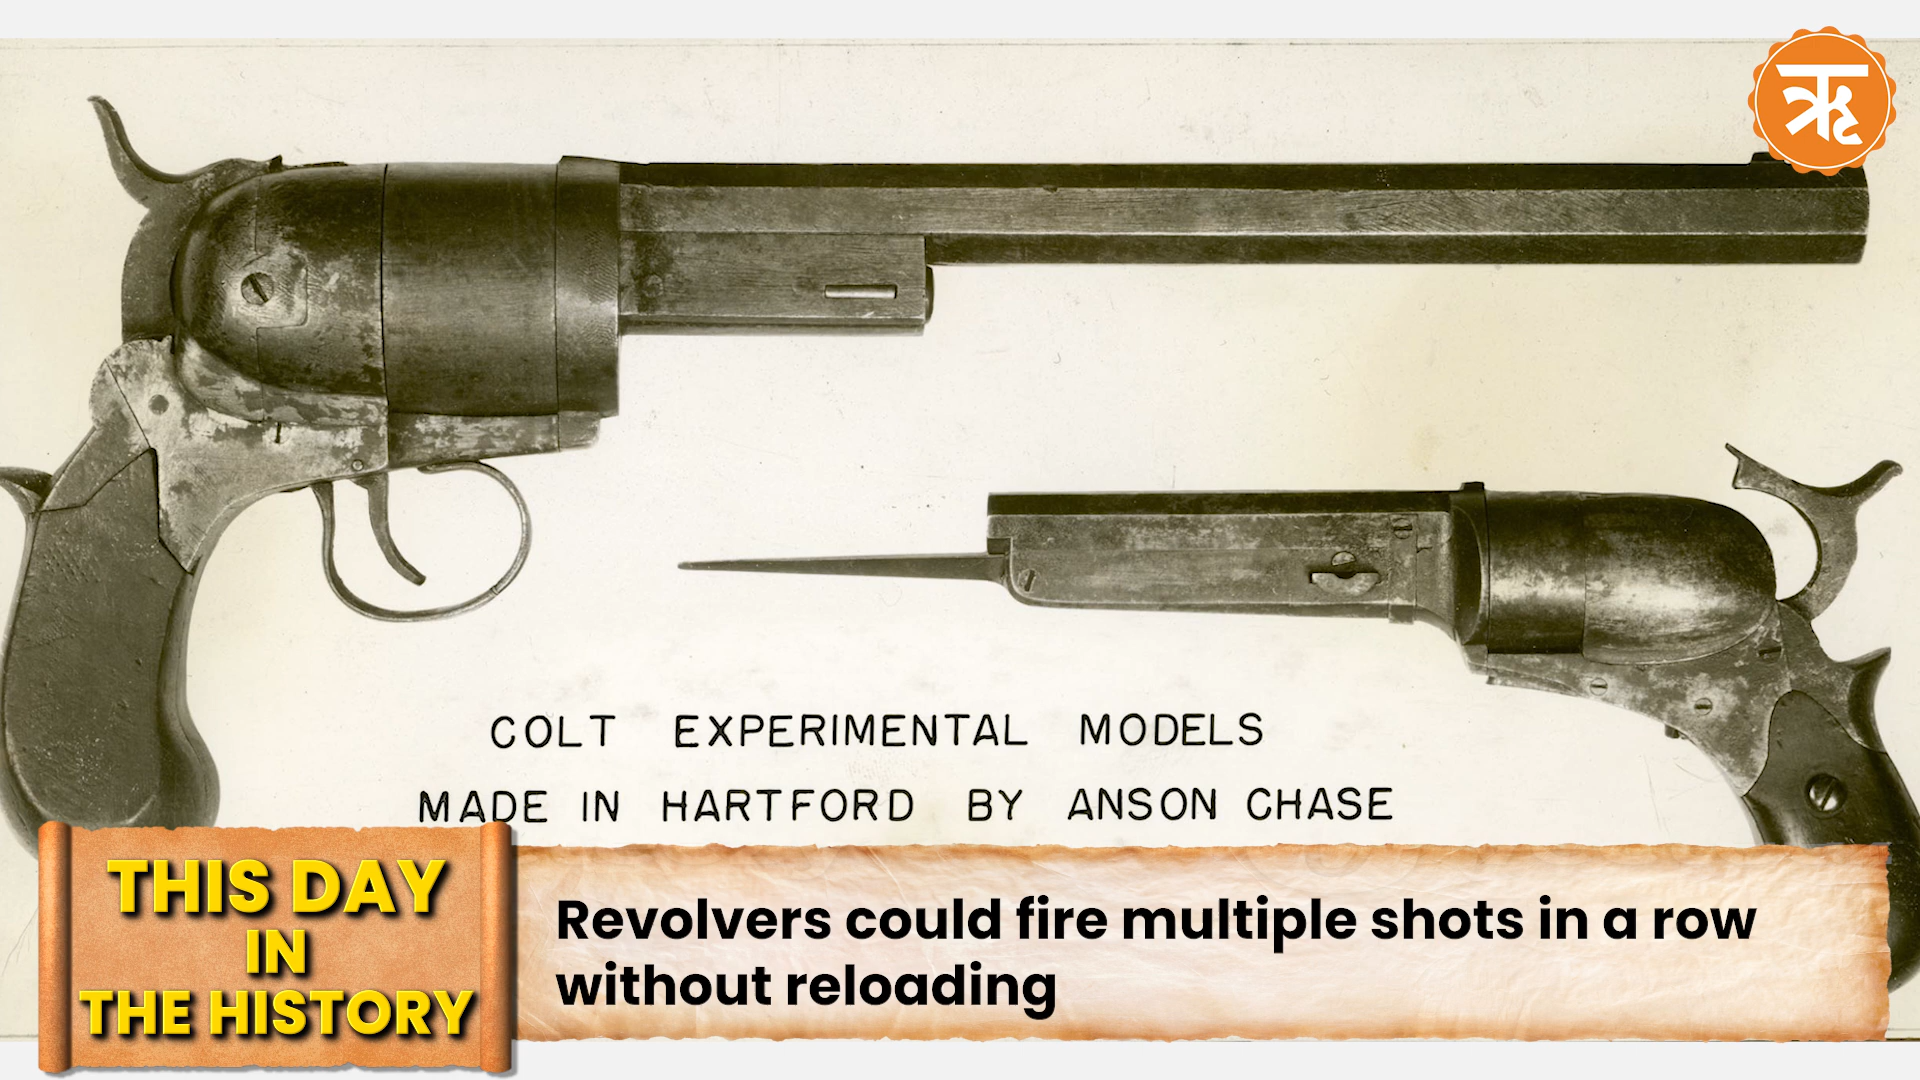 ऋ
COLT EXPERIMENTAL MODELS
MADE IN HARTFORD BY ANSON CHASE
THIS DAY
IN
THE HISTORY
Revolvers could fire multiple shots in a row
without reloading